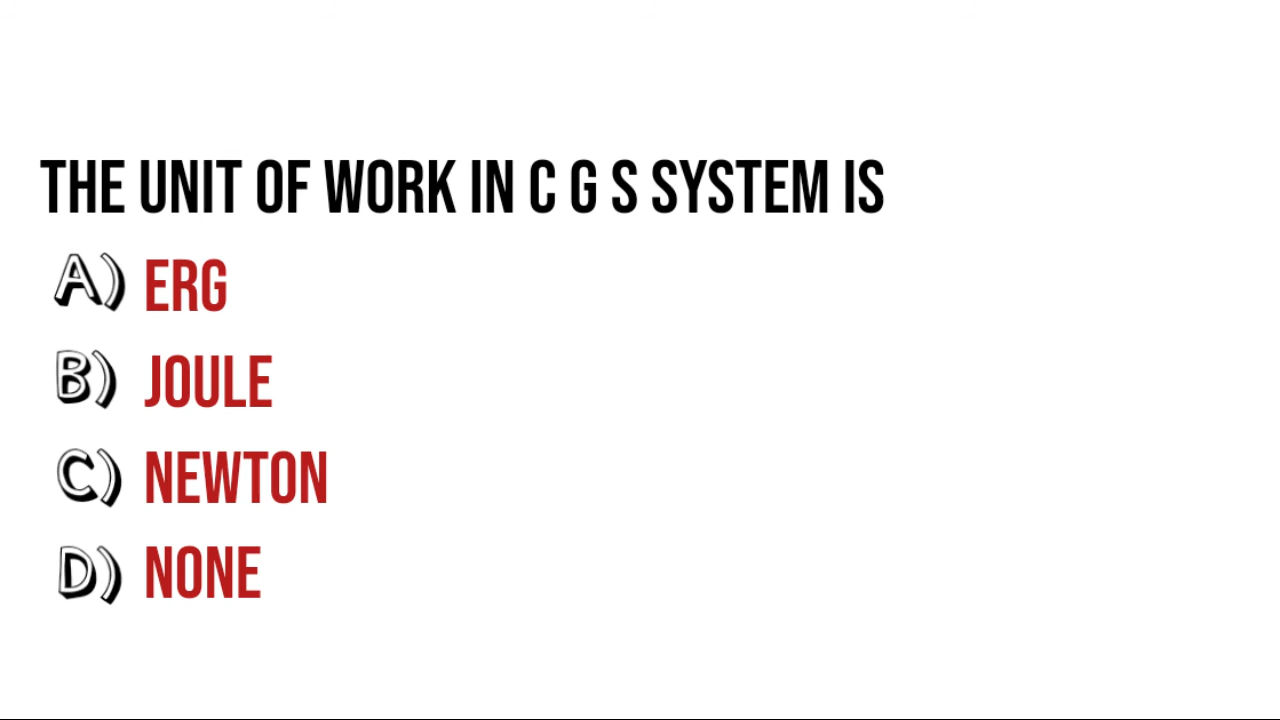 THE UNIT OF WORK IN C G S SYSTEM IS
A) ERG
B) JOULE
C) NEWTON
D) NONE